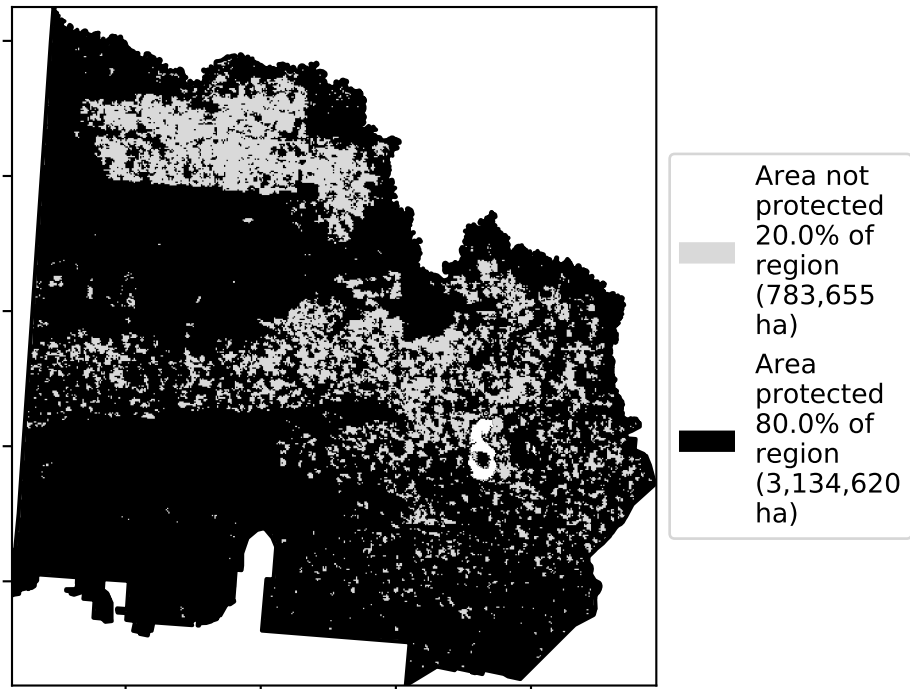 Area not
protected
20.0% of
region
(783,655
ha)
Area
protected
80.0% of
region
(3,134,620
ha)